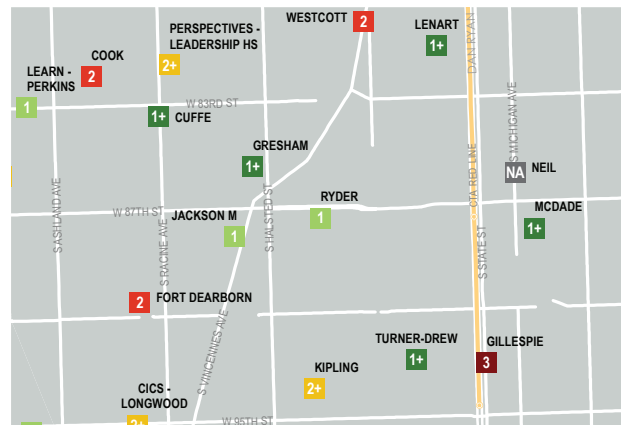 WESTCOTT
2
LENART
1+
PERSPECTIVES -
LEADERSHIP HS
2+
COOK
2
LEARN -
PERKINS
1
DAN RYAN
W 83RD ST
1+
CUFFE
S MICHIGAN AVE
GRESHAM
1+
CTA RED LINE
NA
NEIL
S ASHLAND AVE
RYDER
1
MCDADE
1+
W 87TH ST
JACKSON M
1
S RACINE AVE
S HALSTED ST
S STATE ST
2
FORT DEARBORN
S VINCENNES AVE
TURNER-DREW
1+
GILLESPIE
3
KIPLING
2+
CICS -
LONGWOOD
2+
W 95TH ST